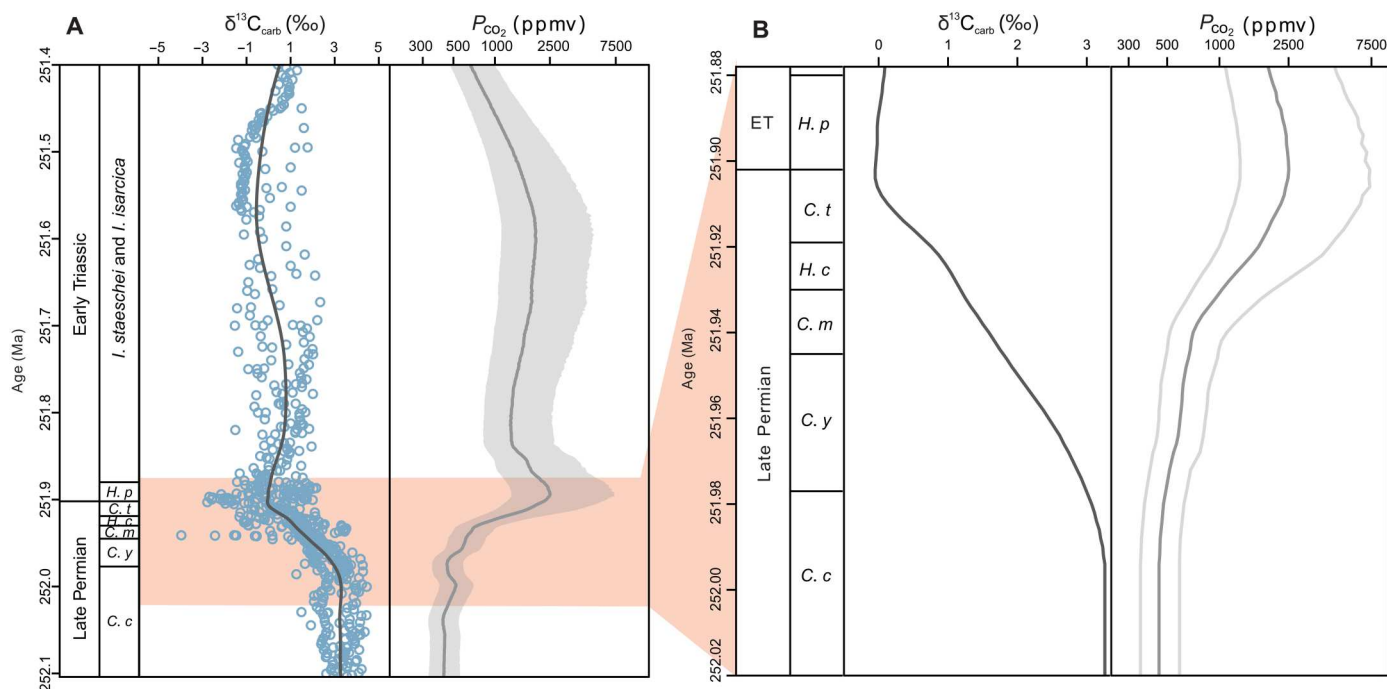 A
δ¹³Ccarb (‰)
−5 −3 −1 1 3 5
PCO₂ (ppmv)
300 500 1000 2500 7500
Age (Ma)
251.4
251.5
251.6
251.7
251.8
251.9
252.0
252.1
Early Triassic
Late Permian
I. staeschei and I. isarcica
H. p
C. t
H. c
C. m
C. y
C. c
B
δ¹³Ccarb (‰)
0 1 2 3
PCO₂ (ppmv)
300 500 1000 2500 7500
Age (Ma)
251.88
251.90
251.92
251.94
251.96
251.98
252.00
252.02
ET
Late Permian
H. p
C. t
H. c
C. m
C. y
C. c